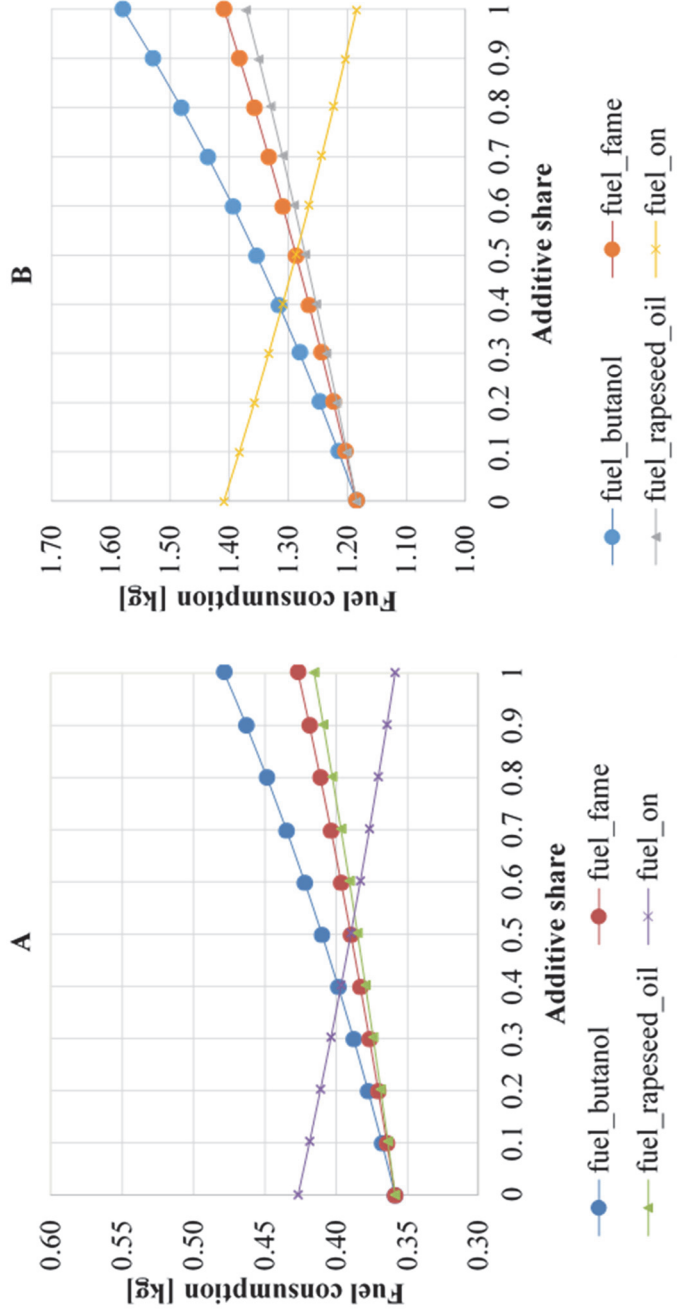 A
Fuel consumption [kg]
0.60
0.55
0.50
0.45
0.40
0.35
0.30
0 0.1 0.2 0.3 0.4 0.5 0.6 0.7 0.8 0.9 1
Additive share
fuel_butanol fuel_fame
fuel_rapeseed_oil fuel_on
B
Fuel consumption [kg]
1.70
1.60
1.50
1.40
1.30
1.20
1.10
1.00
0 0.1 0.2 0.3 0.4 0.5 0.6 0.7 0.8 0.9 1
Additive share
fuel_butanol fuel_fame
fuel_rapeseed_oil fuel_on